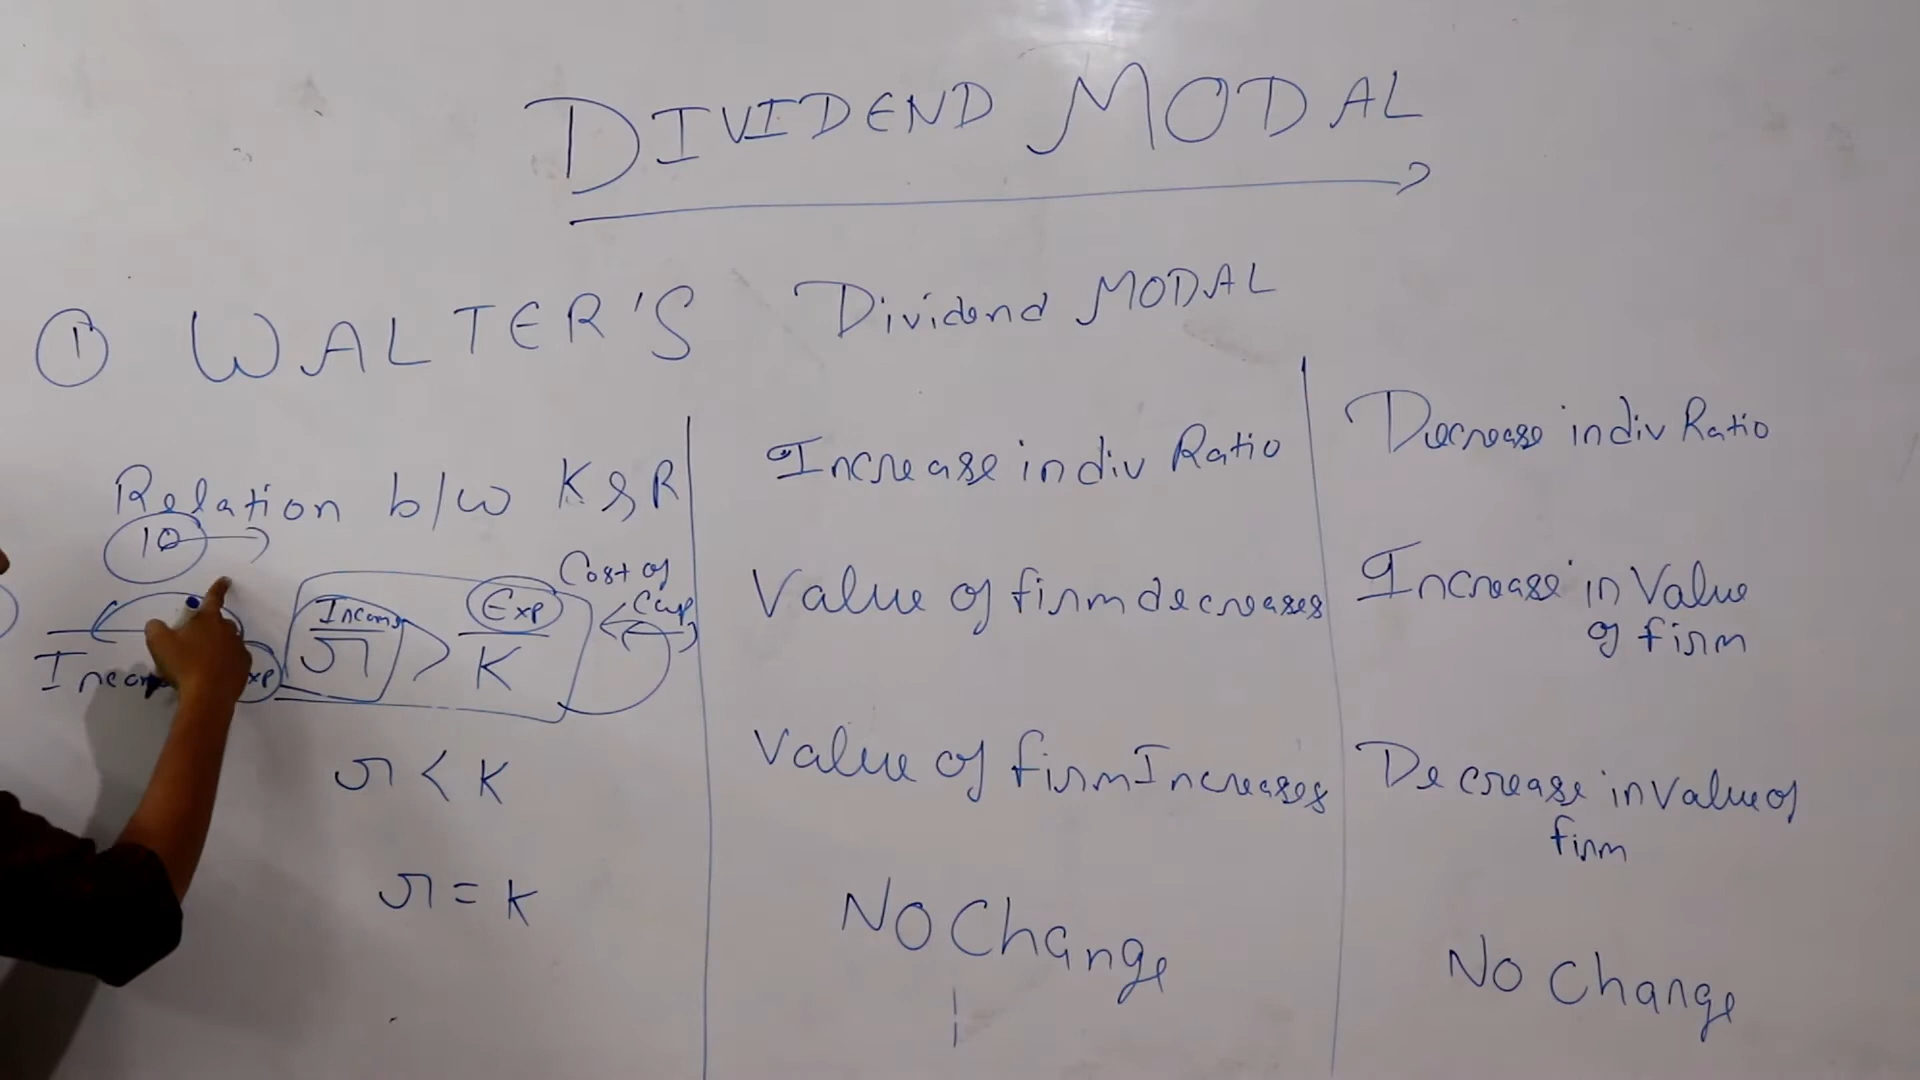 DIVIDEND MODAL
① WALTER'S Dividend MODAL
Relation b/w K & R
Increase in div Ratio
Decrease in div Ratio
10
Cost of
Cap
Income
Exp
r > K
Value of firm decreases
Increase in Value
of firm
r < K
Value of firm Increases
Decrease in value of
firm
r = K
No Change
No Change